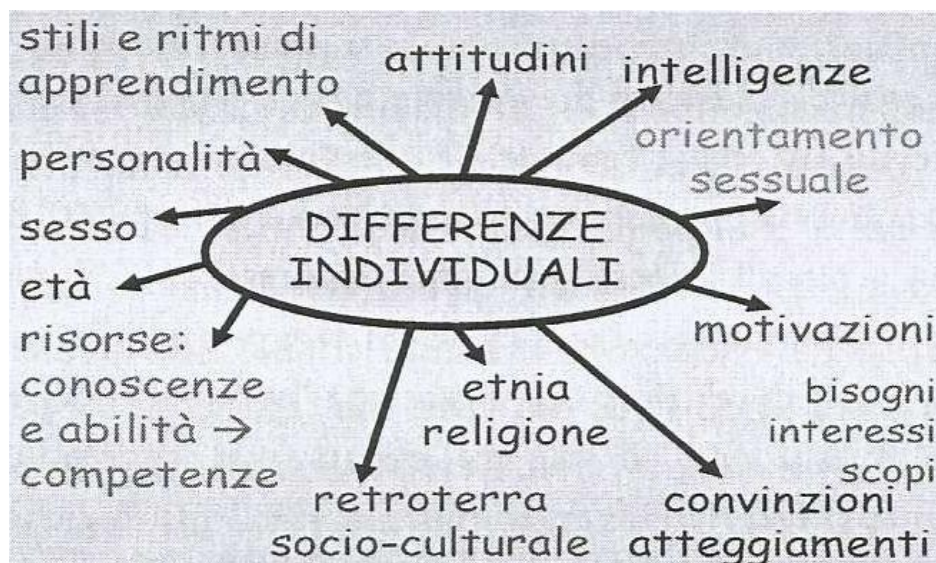 stili e ritmi di
apprendimento
attitudini
intelligenze
orientamento
sessuale
personalità
sesso
età
DIFFERENZE
INDIVIDUALI
risorse:
conoscenze
e abilità →
competenze
motivazioni
bisogni
interessi
scopi
etnia
religione
retroterra
socio-culturale
convinzioni
atteggiamenti